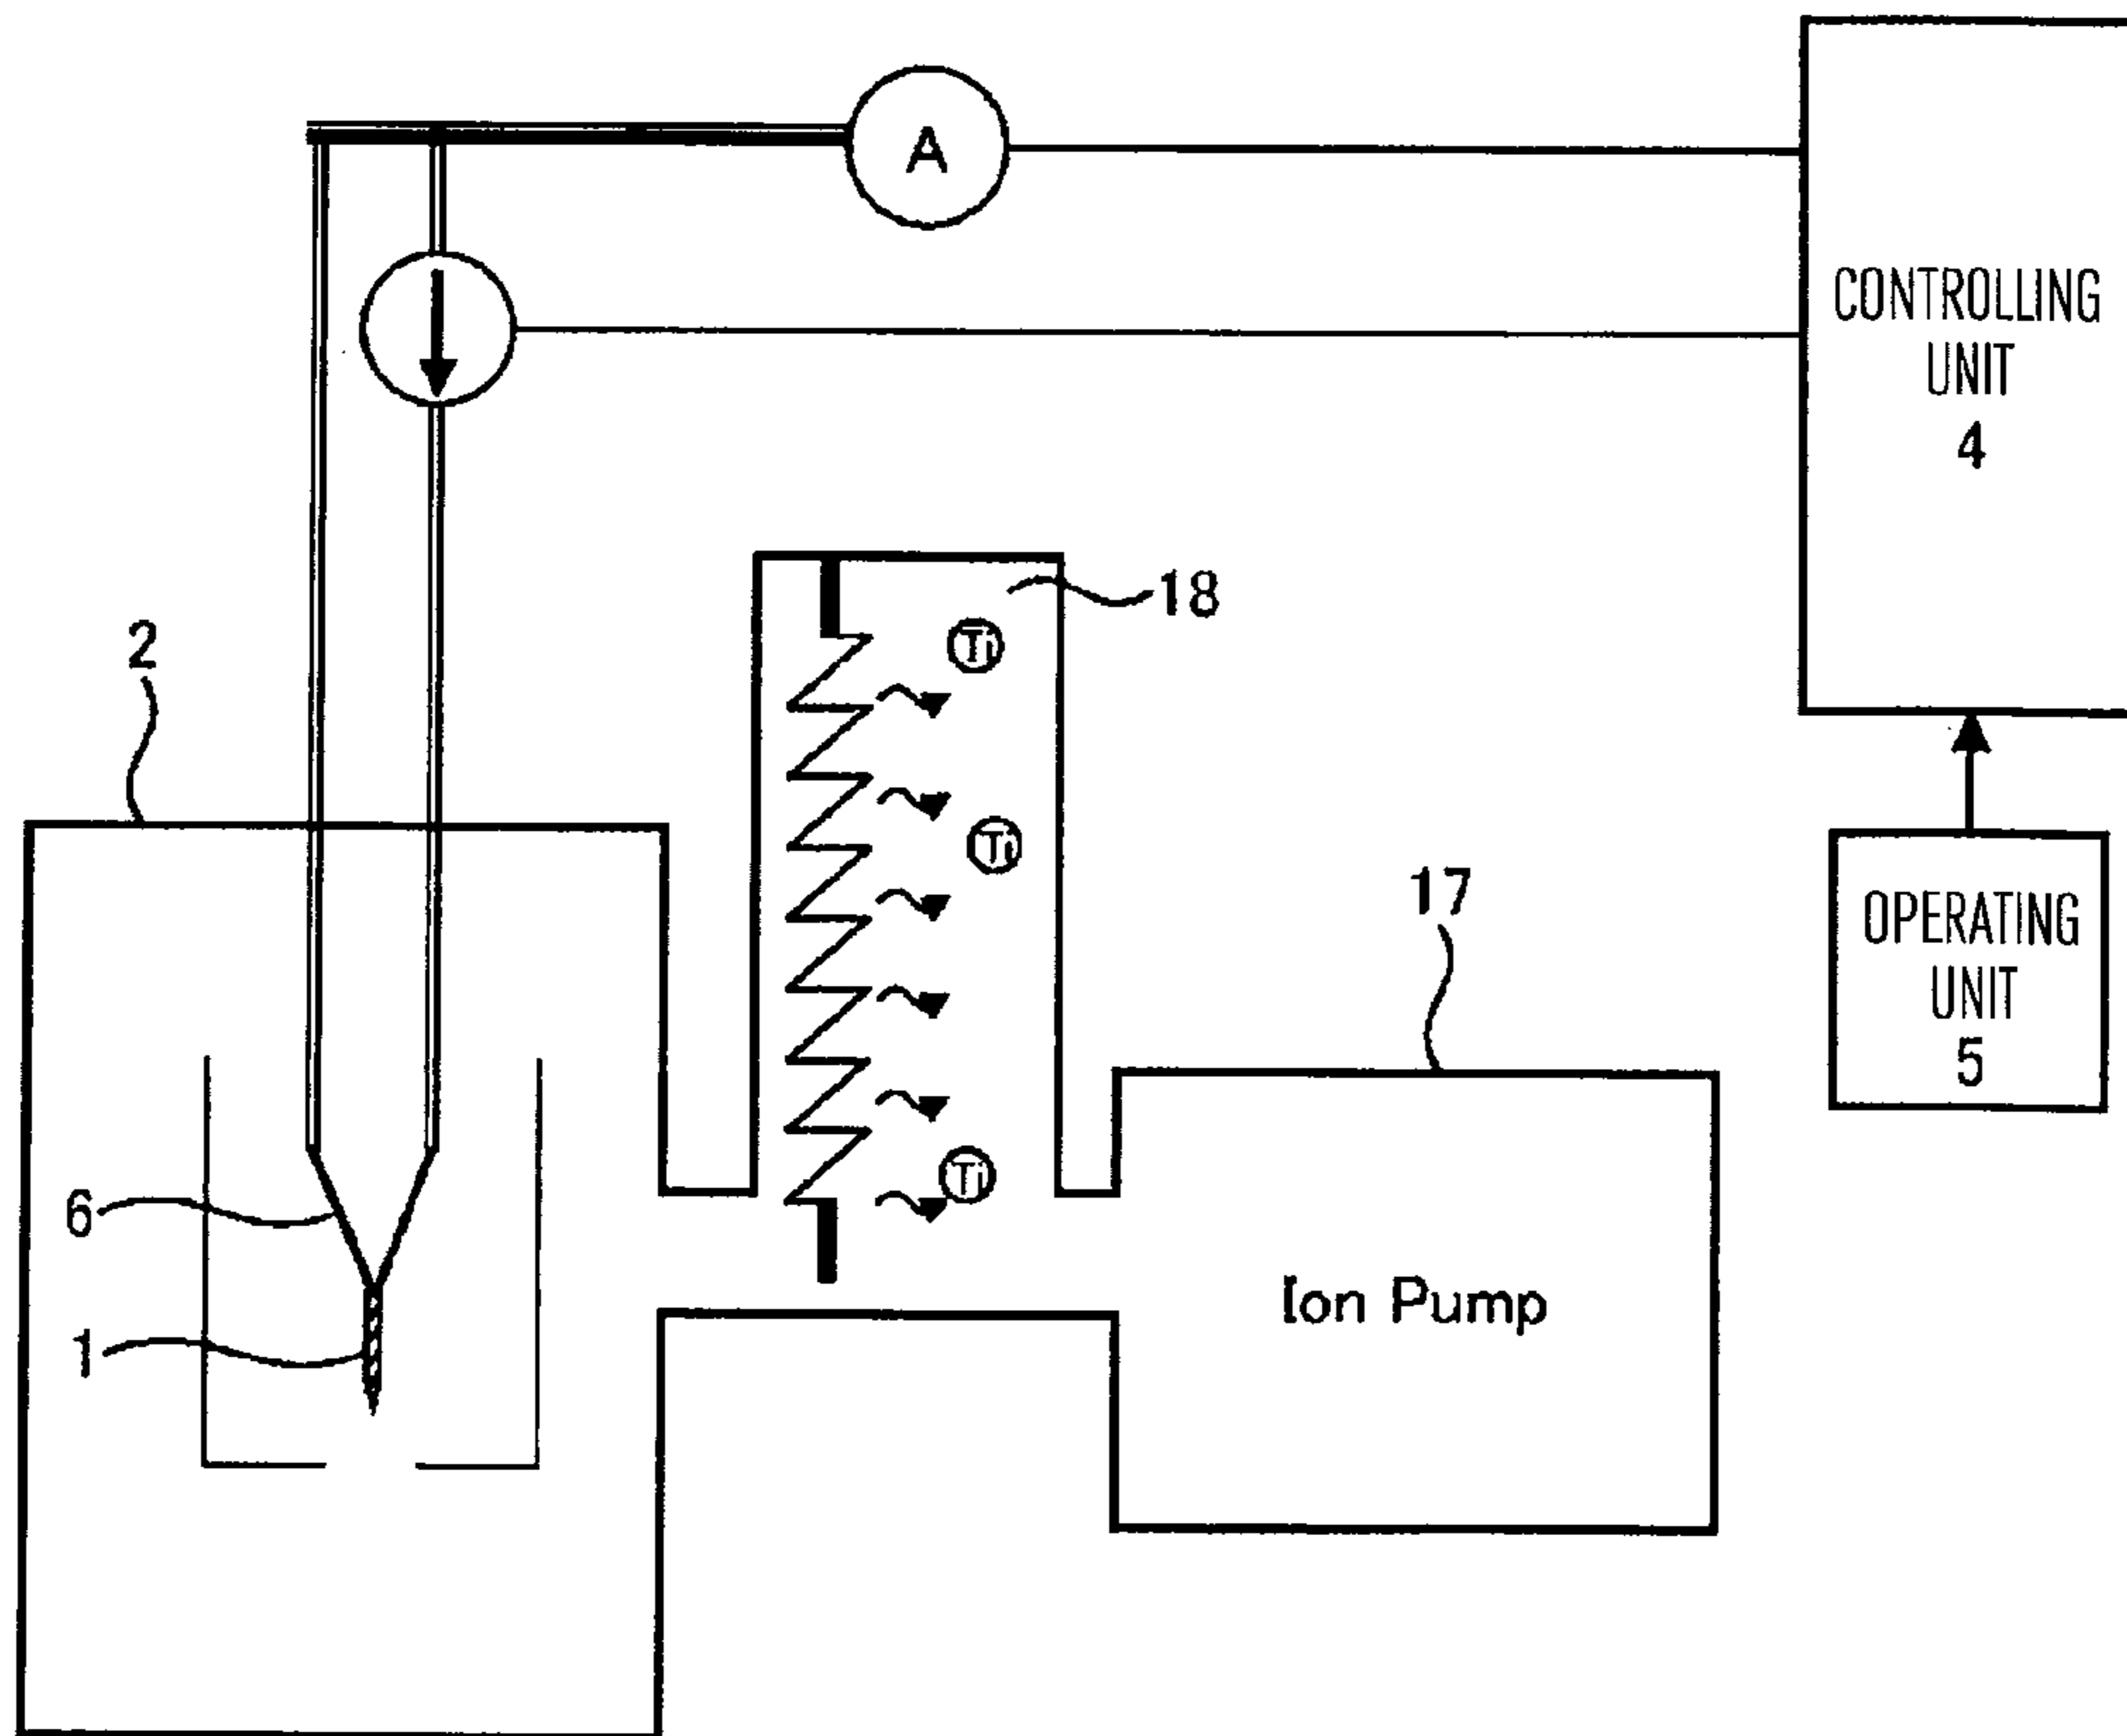 A
CONTROLLING
UNIT
4
18
2
Ti
Ti
17
OPERATING
UNIT
5
Ti
6
Ion Pump
1